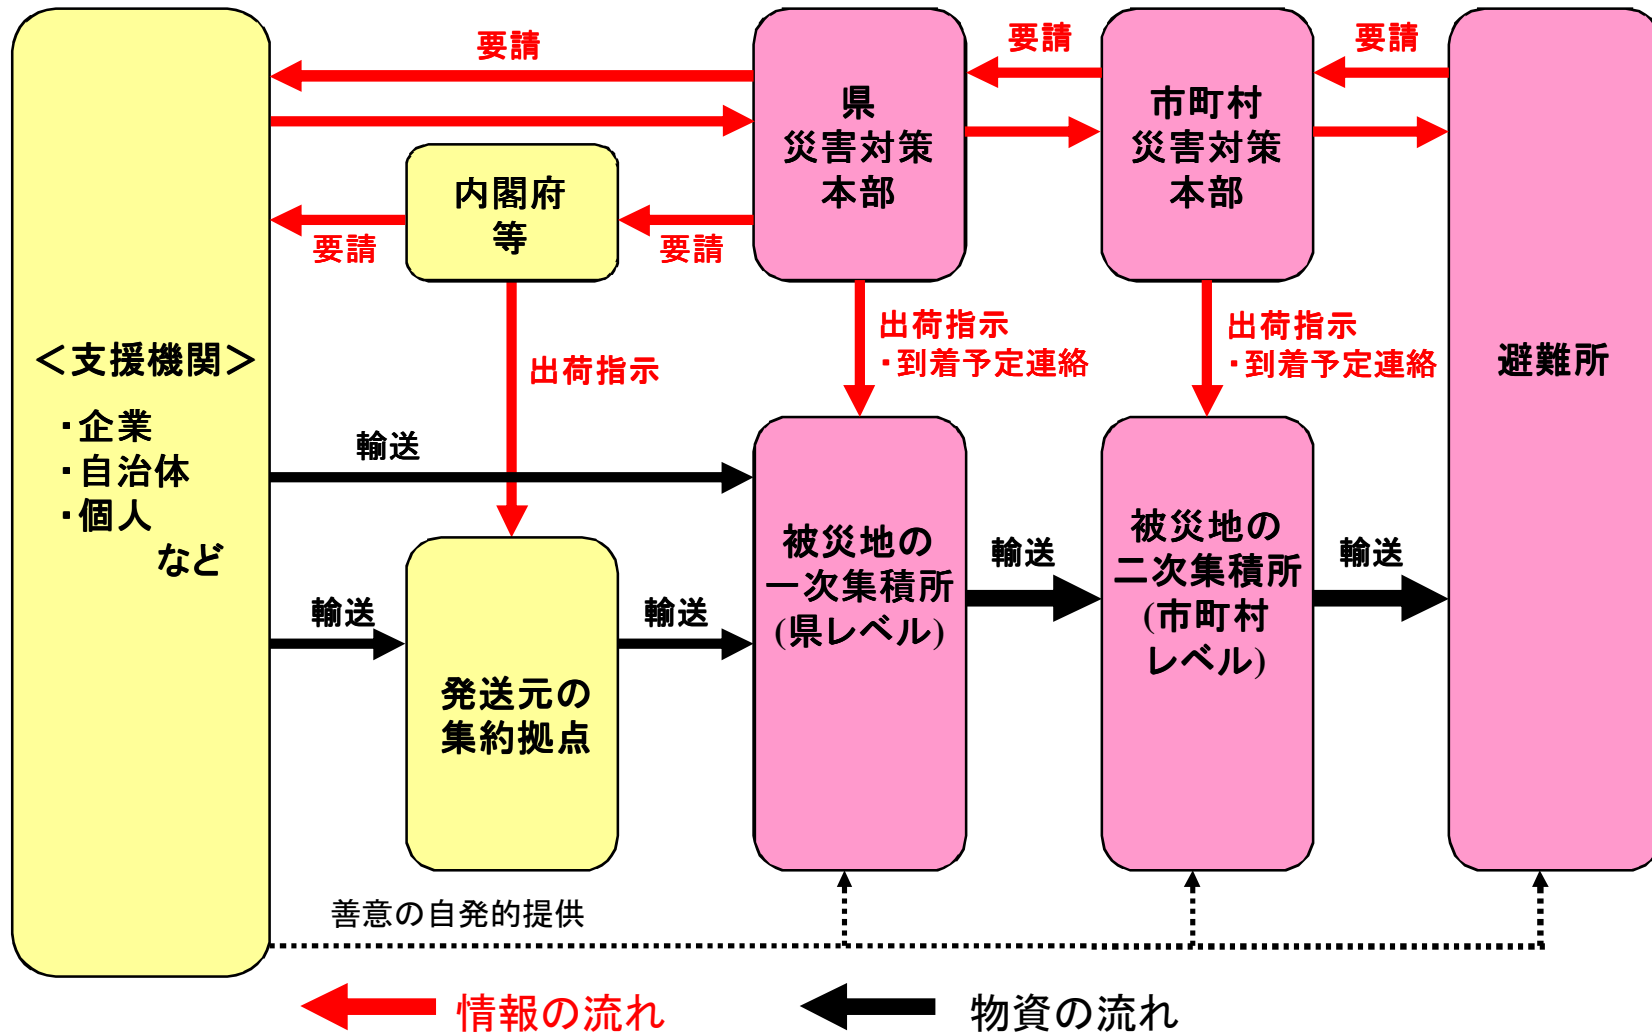 要請
要請
要請
県
災害対策
本部
市町村
災害対策
本部
内閣府
等
要請
要請
出荷指示
・到着予定連絡
出荷指示
・到着予定連絡
＜支援機関＞
・企業
・自治体
・個人
など
出荷指示
避難所
輸送
被災地の
一次集積所
(県レベル)
輸送
被災地の
二次集積所
(市町村
レベル)
輸送
輸送
輸送
発送元の
集約拠点
善意の自発的提供
情報の流れ
物資の流れ